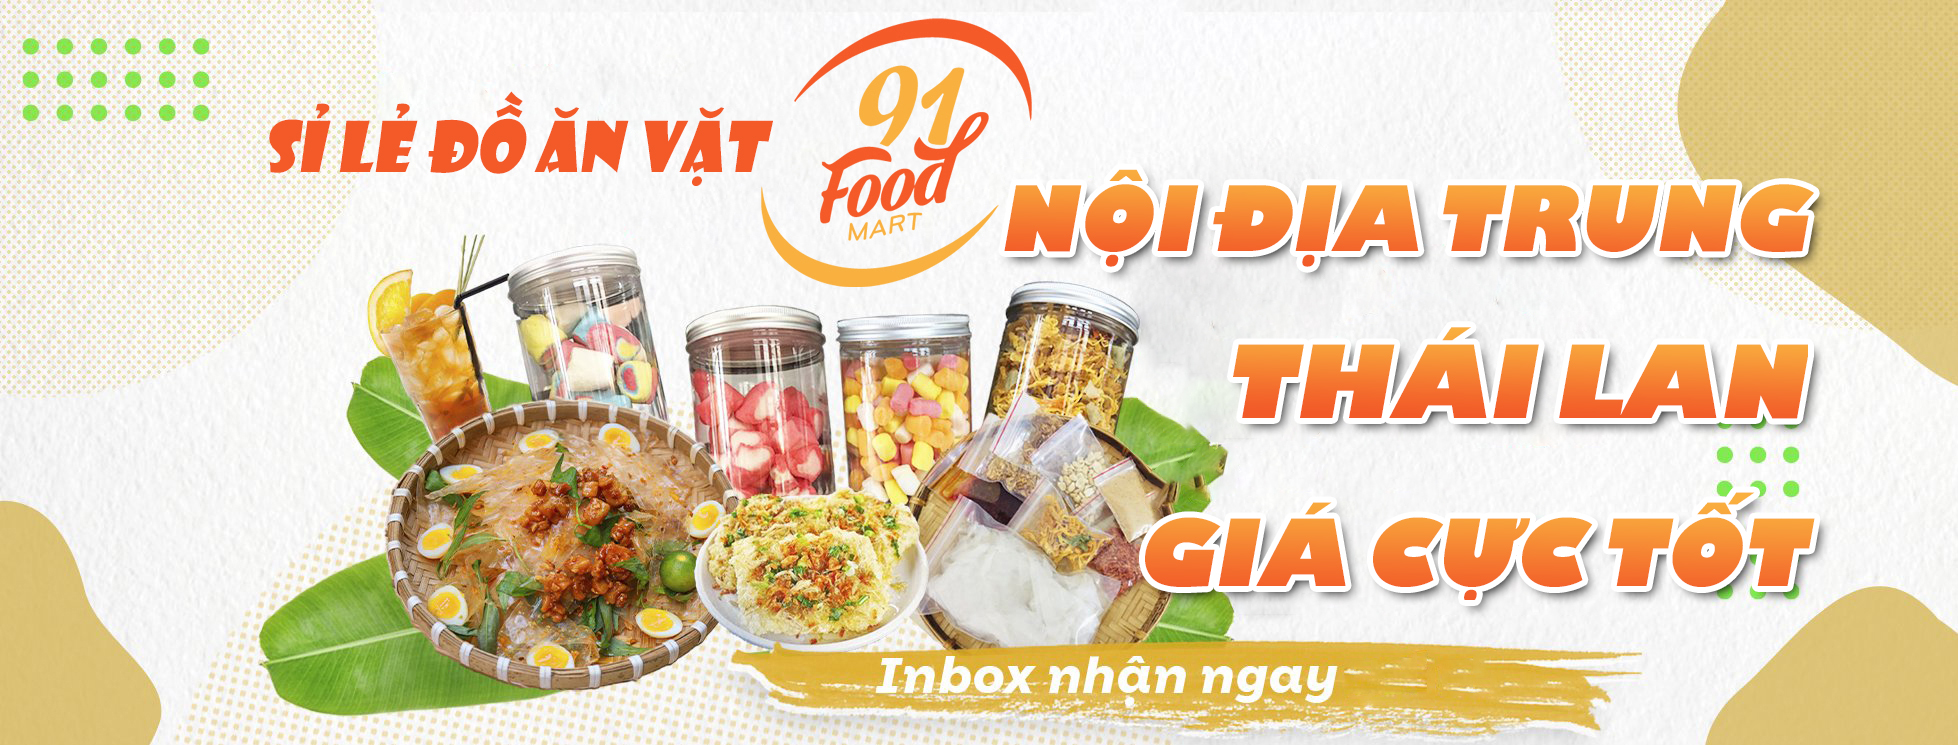 SỈ LẺ ĐỒ ĂN VẶT
91
Food
MART
NỘI ĐỊA TRUNG
THÁI LAN
GIÁ CỰC TỐT
Inbox nhận ngay